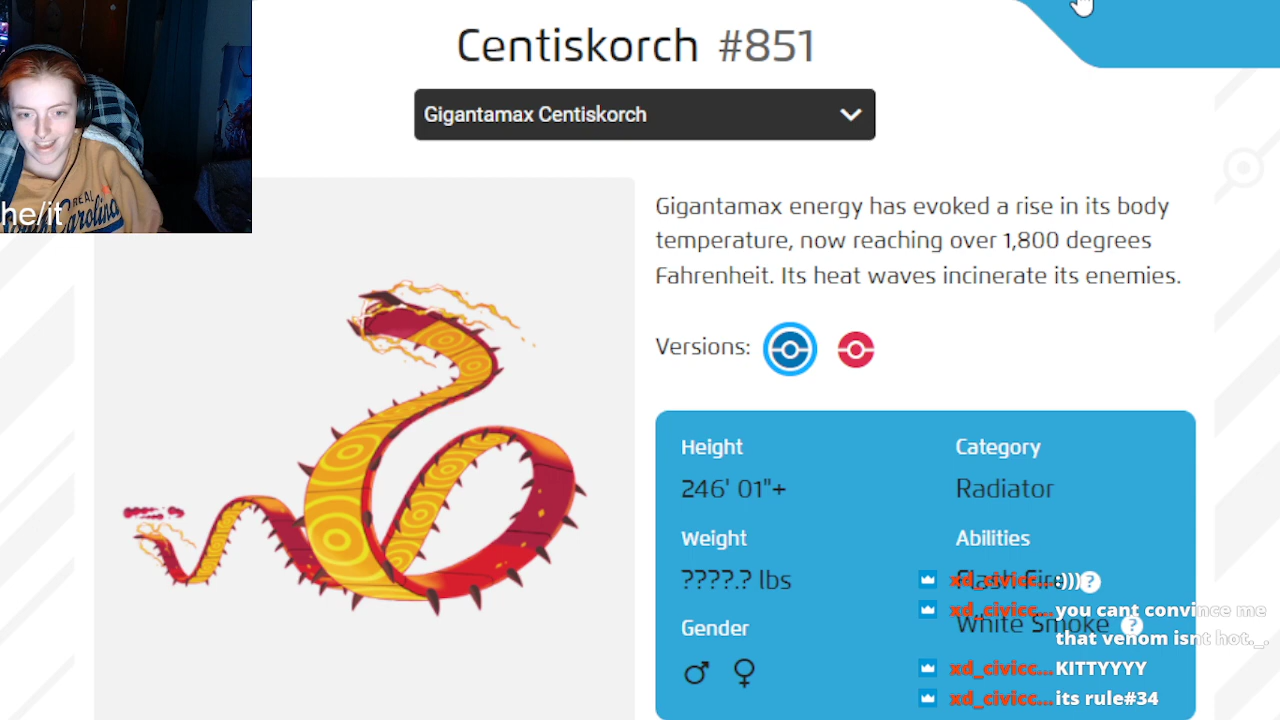 Centiskorch #851
Gigantamax Centiskorch
he/it
REAL
Carolina
Gigantamax energy has evoked a rise in its body
temperature, now reaching over 1,800 degrees
Fahrenheit. Its heat waves incinerate its enemies.
Versions:
Height
246' 01"+
Weight
????.? lbs
Gender
Category
Radiator
Abilities
Flash Fire ?
White Smoke ?
xd_civicc... :)))
xd_civicc... you cant convince me
that venom isnt hot._.
xd_civicc... KITTYYYY
xd_civicc... its rule#34